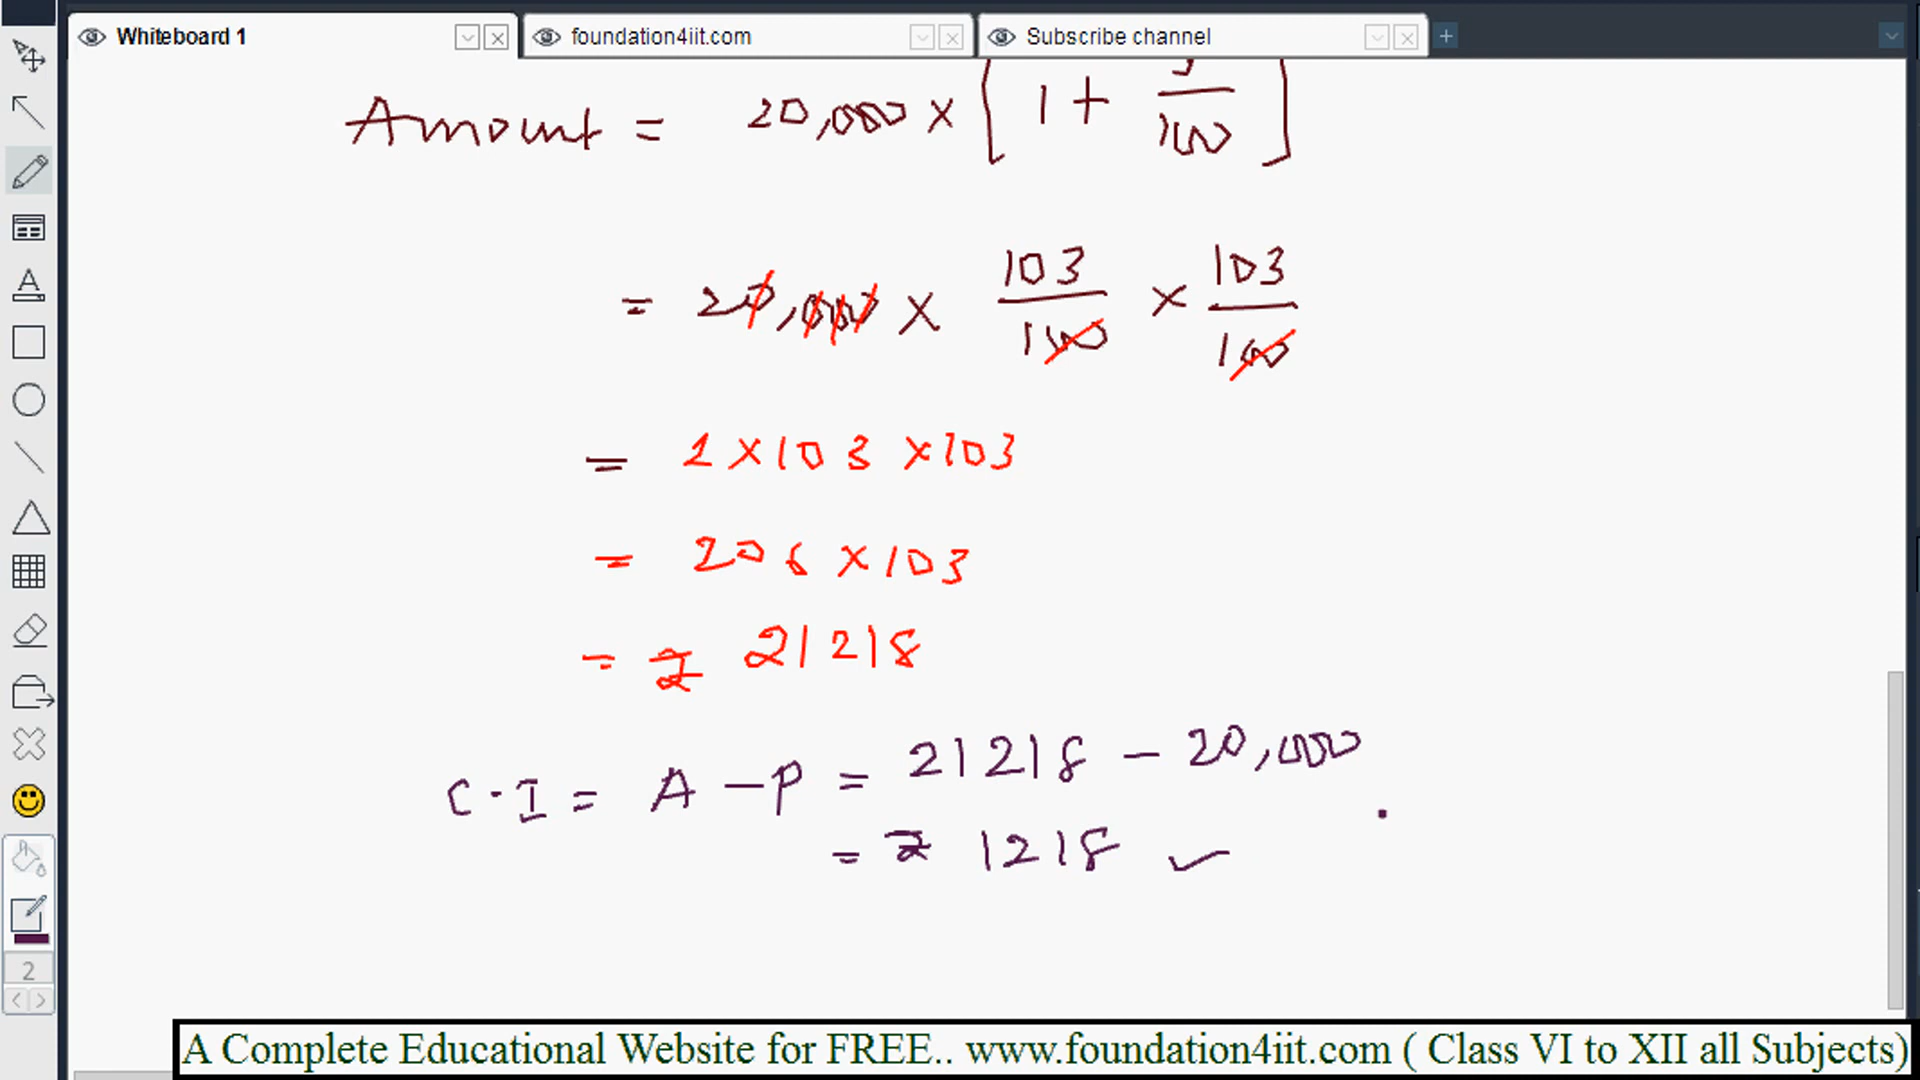 Whiteboard 1 foundation4iit.com Subscribe channel
Amount = 20,000 × [ 1 + 3/100 ]
= 20,000 × 103/100 × 103/100
= 2 × 103 × 103
= 206 × 103
= ₹ 21218
C.I = A - P = 21218 - 20,000
= ₹ 1218 ✓
2
A Complete Educational Website for FREE.. www.foundation4iit.com ( Class VI to XII all Subjects)